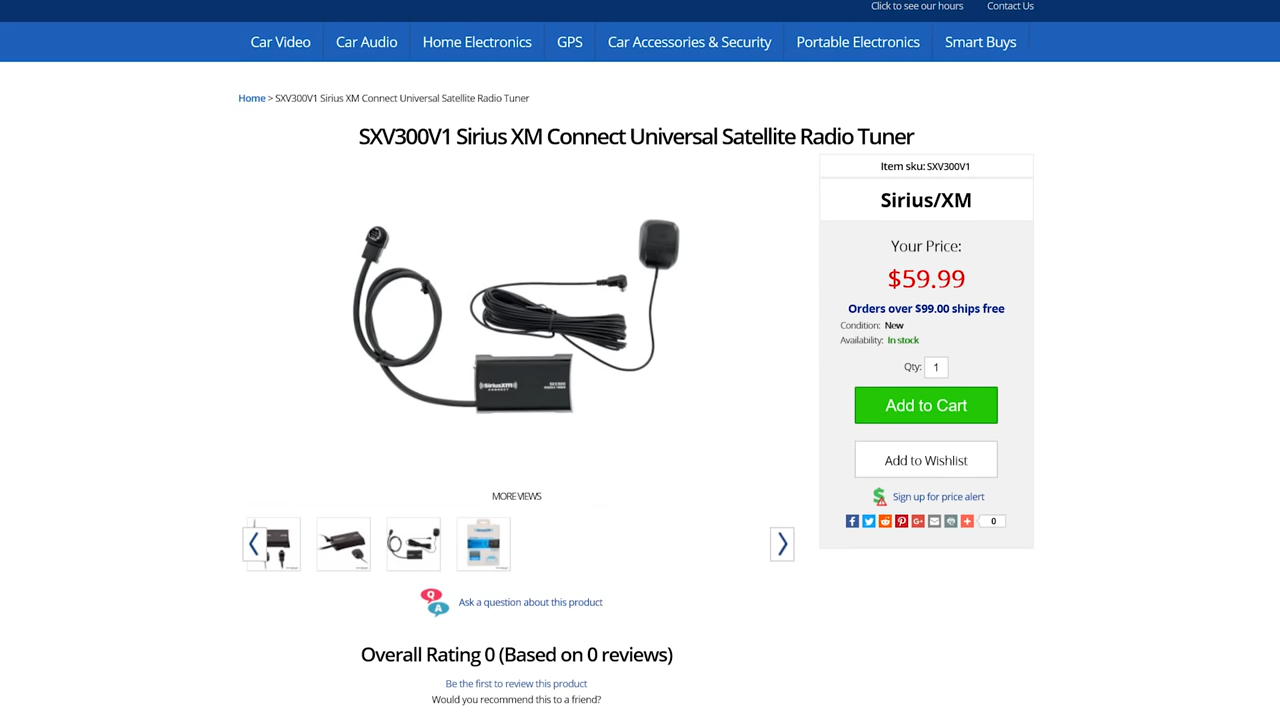 Click to see our hours
Contact Us
Car Video
Car Audio
Home Electronics
GPS
Car Accessories & Security
Portable Electronics
Smart Buys
Home > SXV300V1 Sirius XM Connect Universal Satellite Radio Tuner
SXV300V1 Sirius XM Connect Universal Satellite Radio Tuner
Item sku: SXV300V1
Sirius/XM
Your Price:
$59.99
Orders over $99.00 ships free
Condition: New
Availability: In stock
Qty: 1
Add to Cart
Add to Wishlist
Sign up for price alert
0
((SiriusXM))
CONNECT
SXV300
MORE VIEWS
Q
A
Ask a question about this product
Overall Rating 0 (Based on 0 reviews)
Be the first to review this product
Would you recommend this to a friend?